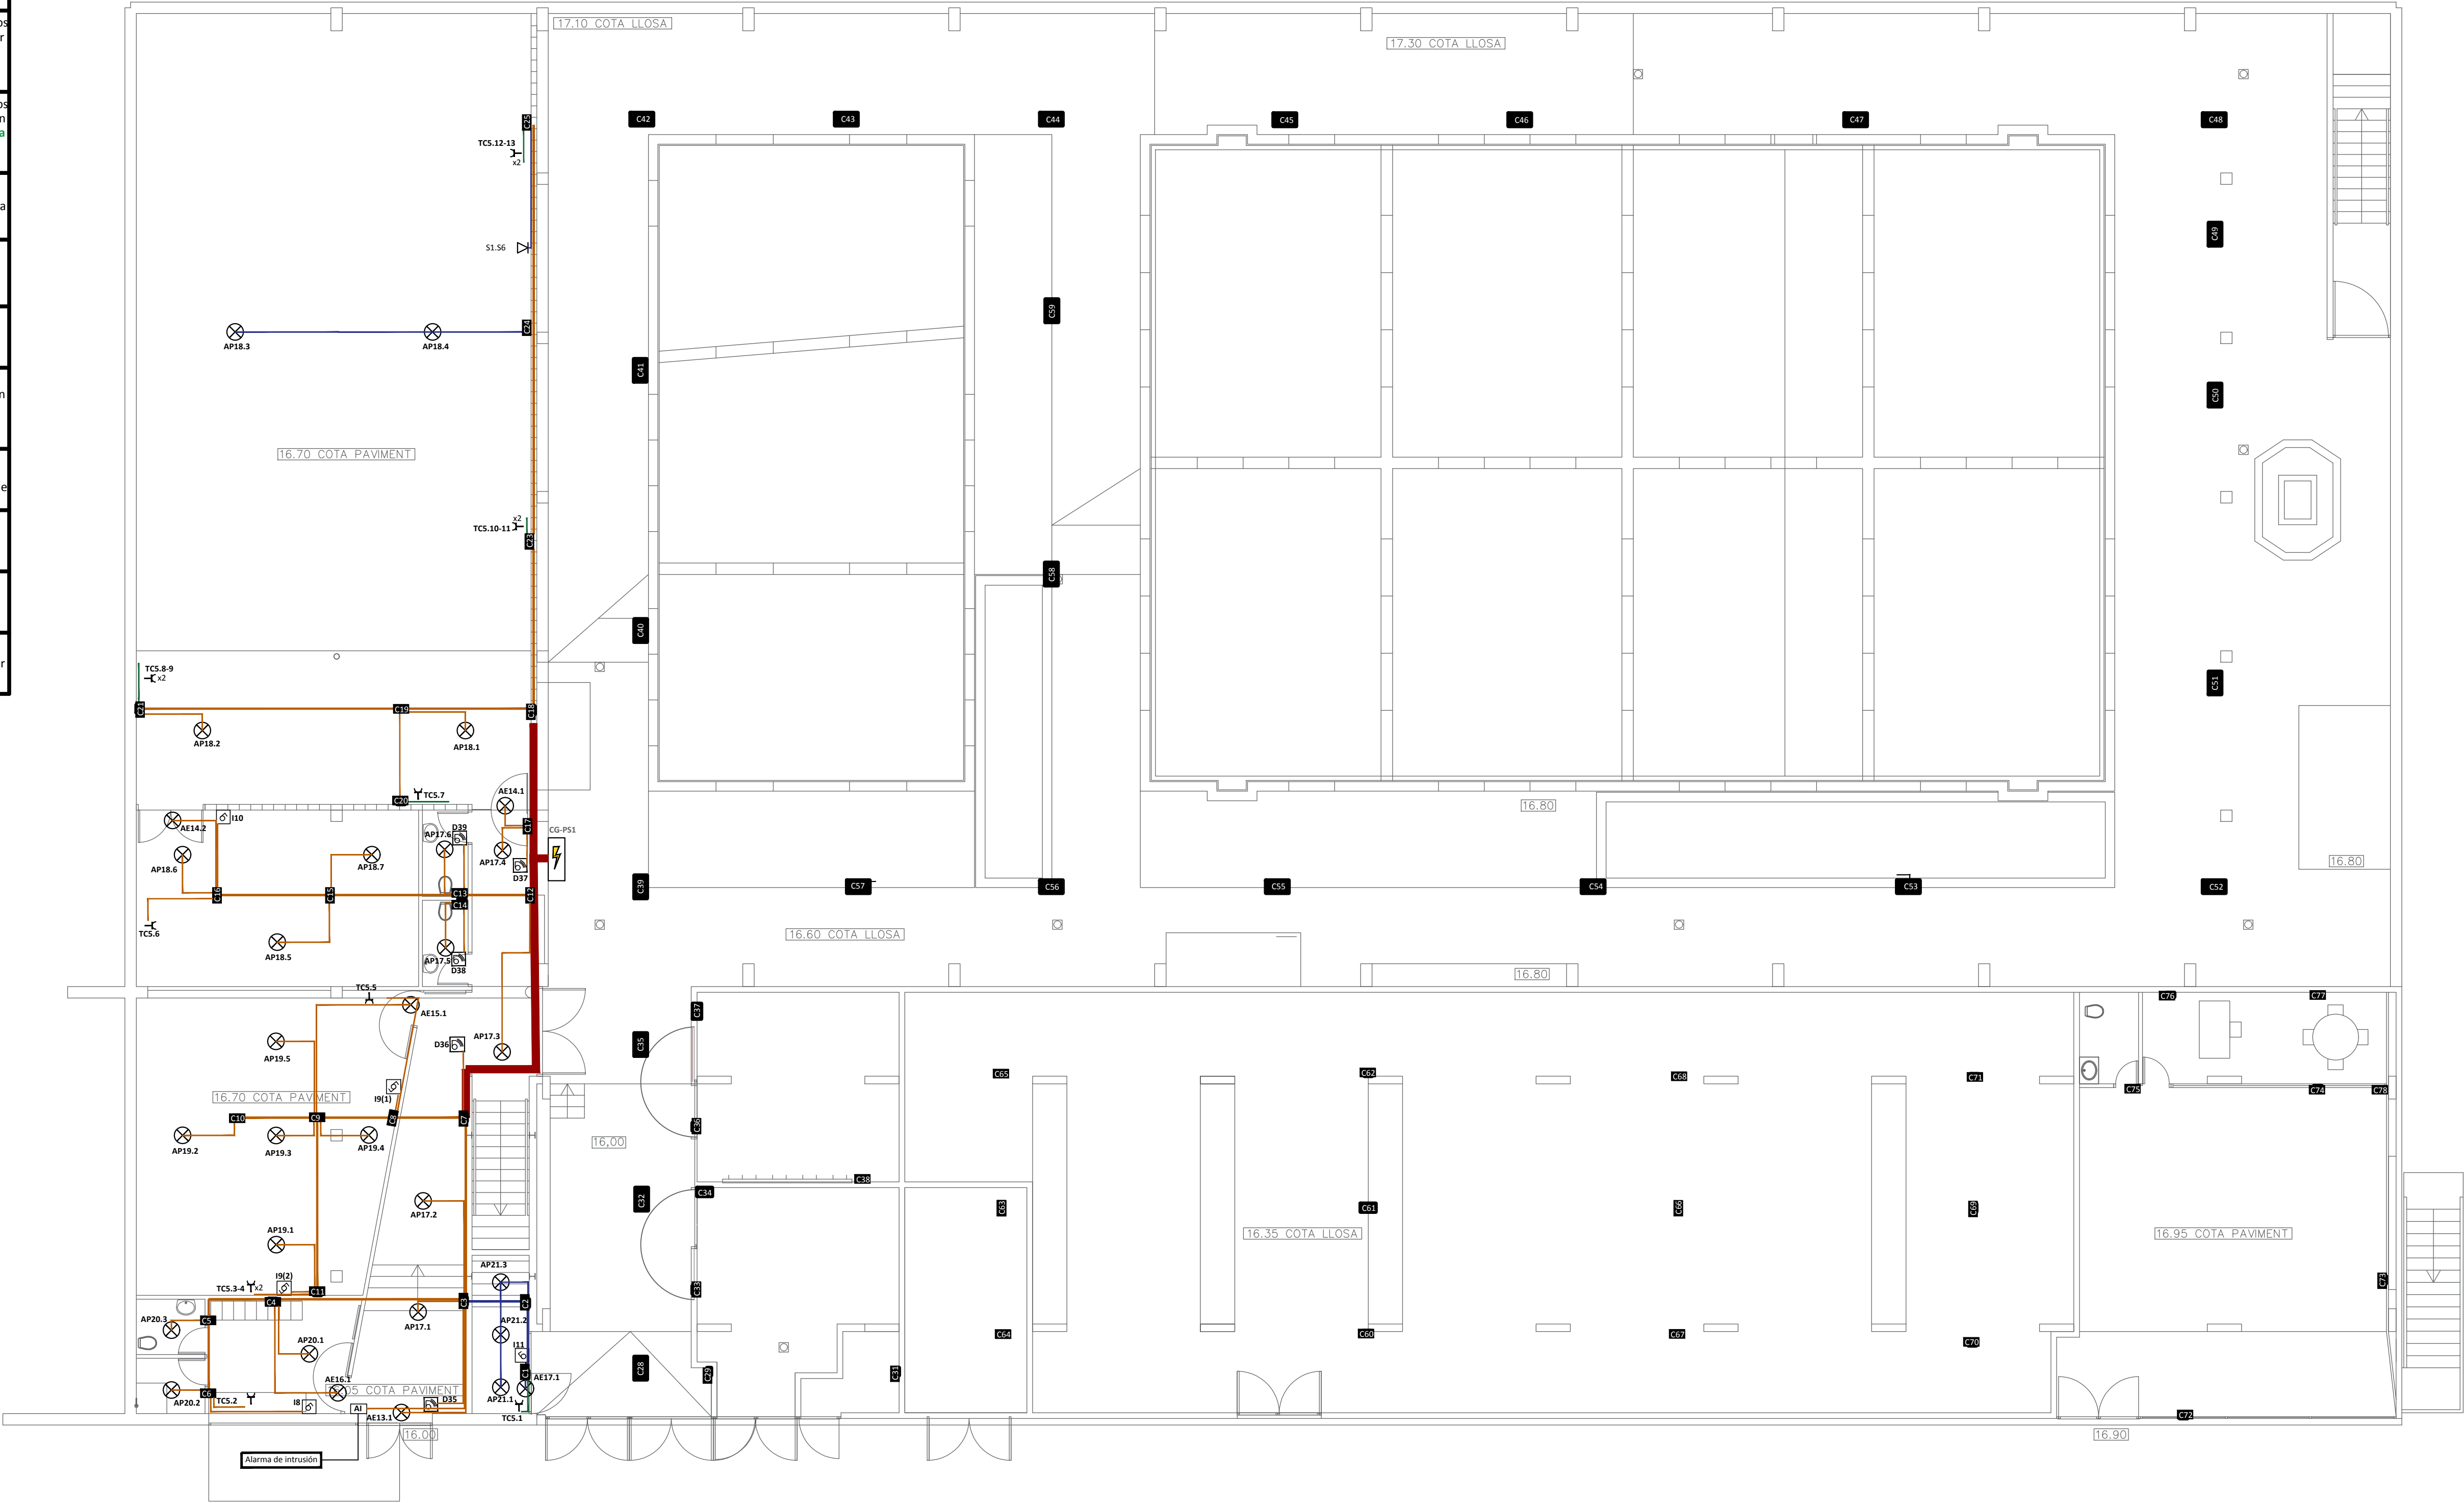 os
r
os
n
a
a
n
e
r
17.10 COTA LLOSA
17.30 COTA LLOSA
C25
C42
C43
C44
C45
C46
C47
C48
TC5.12-13
x2
C49
S1.S6
C59
C24
AP18.3
AP18.4
C41
C50
16.70 COTA PAVIMENT
x2
TC5.10-11
C23
C58
C40
TC5.8-9
x2
C51
C21
C19
C18
AP18.2
AP18.1
AE14.1
C20
TC5.7
16.80
I10
AE14.2
D39
AP17.6
C17
CG-PS1
AP18.6
AP18.7
AP17.4
16.80
D37
C16
C15
C13
C12
C14
C39
C57
C56
C55
C54
C53
C52
TC5.6
16.60 COTA LLOSA
AP18.5
AP17.5
D38
16.80
TC5.5
C76
C77
AE15.1
C37
AP17.3
D36
C35
AP19.5
C65
C62
C68
C71
I9(1)
C75
C74
C78
16.70 COTA PAVIMENT
C10
C9
C8
C7
C36
16,00
AP19.2
AP19.3
AP19.4
C38
C32
C34
AP17.2
C63
C61
C66
C69
AP19.1
16.35 COTA LLOSA
16.95 COTA PAVIMENT
AP21.3
I9(2)
TC5.3-4
x2
C11
C33
C73
C4
C3
C2
AP20.3
C5
AP17.1
AP21.2
C64
C60
C67
C70
AP20.1
I11
C28
C29
C31
C1
AE16.1
AE17.1
05 COTA PAVIMENT
C6
AP20.2
TC5.2
I8
AI
D35
AP21.1
AE13.1
TC5.1
C72
16.00
16.90
Alarma de intrusión